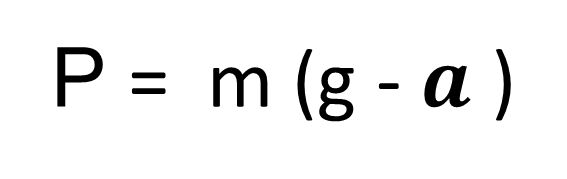 P = m (g - a )